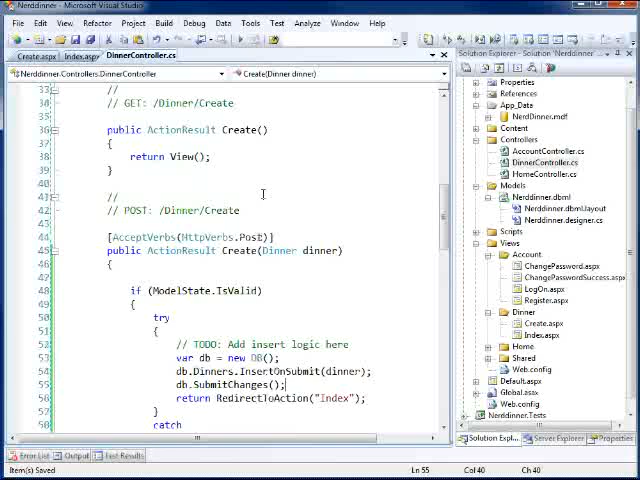 Nerddinner - Microsoft Visual Studio
File Edit View Refactor Project Build Debug Data Tools Test Analyze Window Help
Create.aspx Index.aspx DinnerController.cs
Nerddinner.Controllers.DinnerController Create(Dinner dinner)
33 //
34 // GET: /Dinner/Create
35
36 public ActionResult Create()
37 {
38 return View();
39 }
40
41 //
42 // POST: /Dinner/Create
43
44 [AcceptVerbs(HttpVerbs.Post)]
45 public ActionResult Create(Dinner dinner)
46 {
47
48 if (ModelState.IsValid)
49 {
50 try
51 {
52 // TODO: Add insert logic here
53 var db = new DB();
54 db.Dinners.InsertOnSubmit(dinner);
55 db.SubmitChanges();
56 return RedirectToAction("Index");
57 }
58 catch
Solution Explorer - Solution 'Nerddinner'
Properties
References
App_Data
NerdDinner.mdf
Content
Controllers
AccountController.cs
DinnerController.cs
HomeController.cs
Models
Nerddinner.dbml
Nerddinner.dbml.layout
Nerddinner.designer.cs
Scripts
Views
Account
ChangePassword.aspx
ChangePasswordSuccess.aspx
LogOn.aspx
Register.aspx
Dinner
Create.aspx
Index.aspx
Home
Shared
Web.config
Default.aspx
Global.asax
Web.config
Nerddinner.Tests
Solution Expl... Server Explorer Properties
Error List Output Test Results
Item(s) Saved Ln 55 Col 40 Ch 40